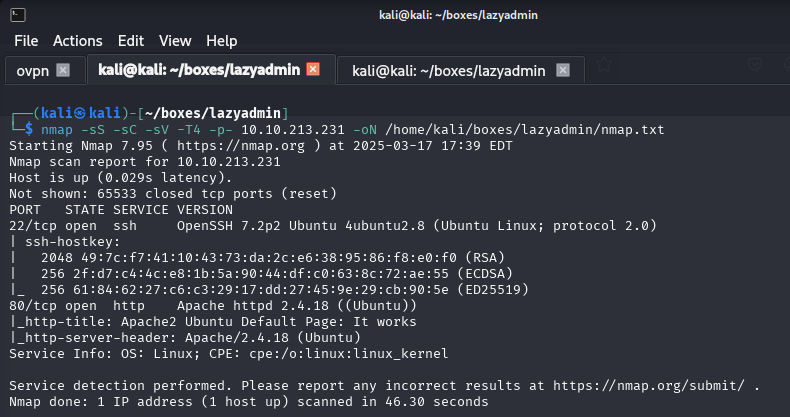 kali@kali: ~/boxes/lazyadmin
File Actions Edit View Help
ovpn kali@kali: ~/boxes/lazyadmin kali@kali: ~/boxes/lazyadmin
┌──(kali㉿kali)-[~/boxes/lazyadmin]
└─$ nmap -sS -sC -sV -T4 -p- 10.10.213.231 -oN /home/kali/boxes/lazyadmin/nmap.txt
Starting Nmap 7.95 ( https://nmap.org ) at 2025-03-17 17:39 EDT
Nmap scan report for 10.10.213.231
Host is up (0.029s latency).
Not shown: 65533 closed tcp ports (reset)
PORT   STATE SERVICE VERSION
22/tcp open  ssh     OpenSSH 7.2p2 Ubuntu 4ubuntu2.8 (Ubuntu Linux; protocol 2.0)
| ssh-hostkey:
|   2048 49:7c:f7:41:10:43:73:da:2c:e6:38:95:86:f8:e0:f0 (RSA)
|   256 2f:d7:c4:4c:e8:1b:5a:90:44:df:c0:63:8c:72:ae:55 (ECDSA)
|_  256 61:84:62:27:c6:c3:29:17:dd:27:45:9e:29:cb:90:5e (ED25519)
80/tcp open  http    Apache httpd 2.4.18 ((Ubuntu))
|_http-title: Apache2 Ubuntu Default Page: It works
|_http-server-header: Apache/2.4.18 (Ubuntu)
Service Info: OS: Linux; CPE: cpe:/o:linux:linux_kernel
Service detection performed. Please report any incorrect results at https://nmap.org/submit/ .
Nmap done: 1 IP address (1 host up) scanned in 46.30 seconds